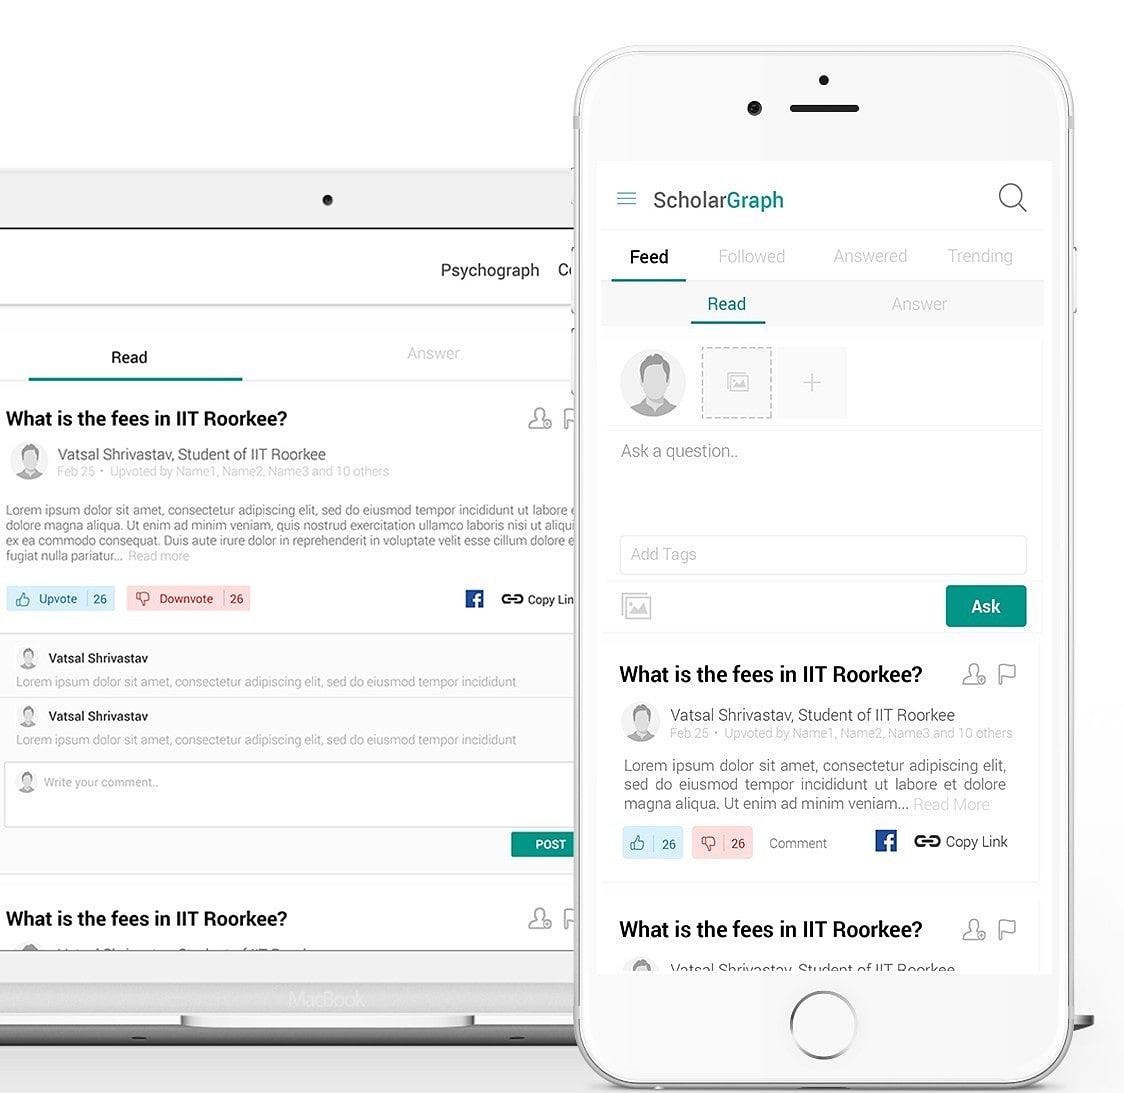 Psychograph
Read
Answer
What is the fees in IIT Roorkee?
Vatsal Shrivastav, Student of IIT Roorkee
Feb 25 • Upvoted by Name1, Name2, Name3 and 10 others
Lorem ipsum dolor sit amet, consectetur adipiscing elit, sed do eiusmod tempor incididunt ut labore
dolore magna aliqua. Ut enim ad minim veniam, quis nostrud exercitation ullamco laboris nisi ut aliqui
ex ea commodo consequat. Duis aute irure dolor in reprehenderit in voluptate velit esse cillum dolore e
fugiat nulla pariatur... Read more
Upvote 26
Downvote 26
Copy Lin
Vatsal Shrivastav
Lorem ipsum dolor sit amet, consectetur adipiscing elit, sed do eiusmod tempor incididunt
Vatsal Shrivastav
Lorem ipsum dolor sit amet, consectetur adipiscing elit, sed do eiusmod tempor incididunt
Write your comment..
POST
What is the fees in IIT Roorkee?
MacBook
ScholarGraph
Feed Followed Answered Trending
Read Answer
Ask a question..
Add Tags
Ask
What is the fees in IIT Roorkee?
Vatsal Shrivastav, Student of IIT Roorkee
Feb 25 • Upvoted by Name1, Name2, Name3 and 10 others
Lorem ipsum dolor sit amet, consectetur adipiscing elit,
sed do eiusmod tempor incididunt ut labore et dolore
magna aliqua. Ut enim ad minim veniam... Read More
26 26 Comment Copy Link
What is the fees in IIT Roorkee?
Vatsal Shrivastav, Student of IIT Roorkee